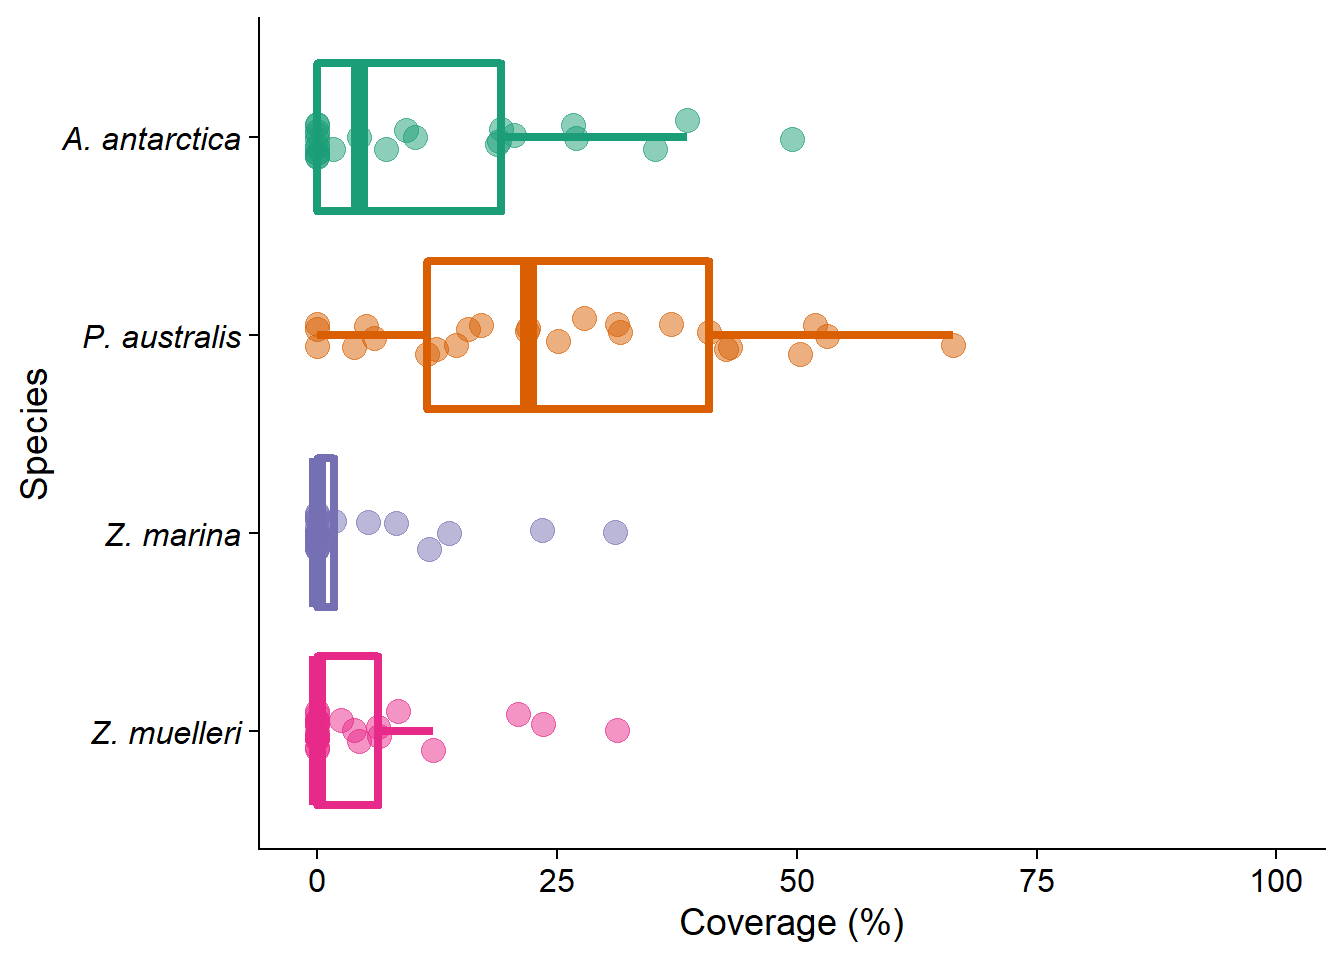 A. antarctica
P. australis
Z. marina
Z. muelleri
Species
0 25 50 75 100
Coverage (%)